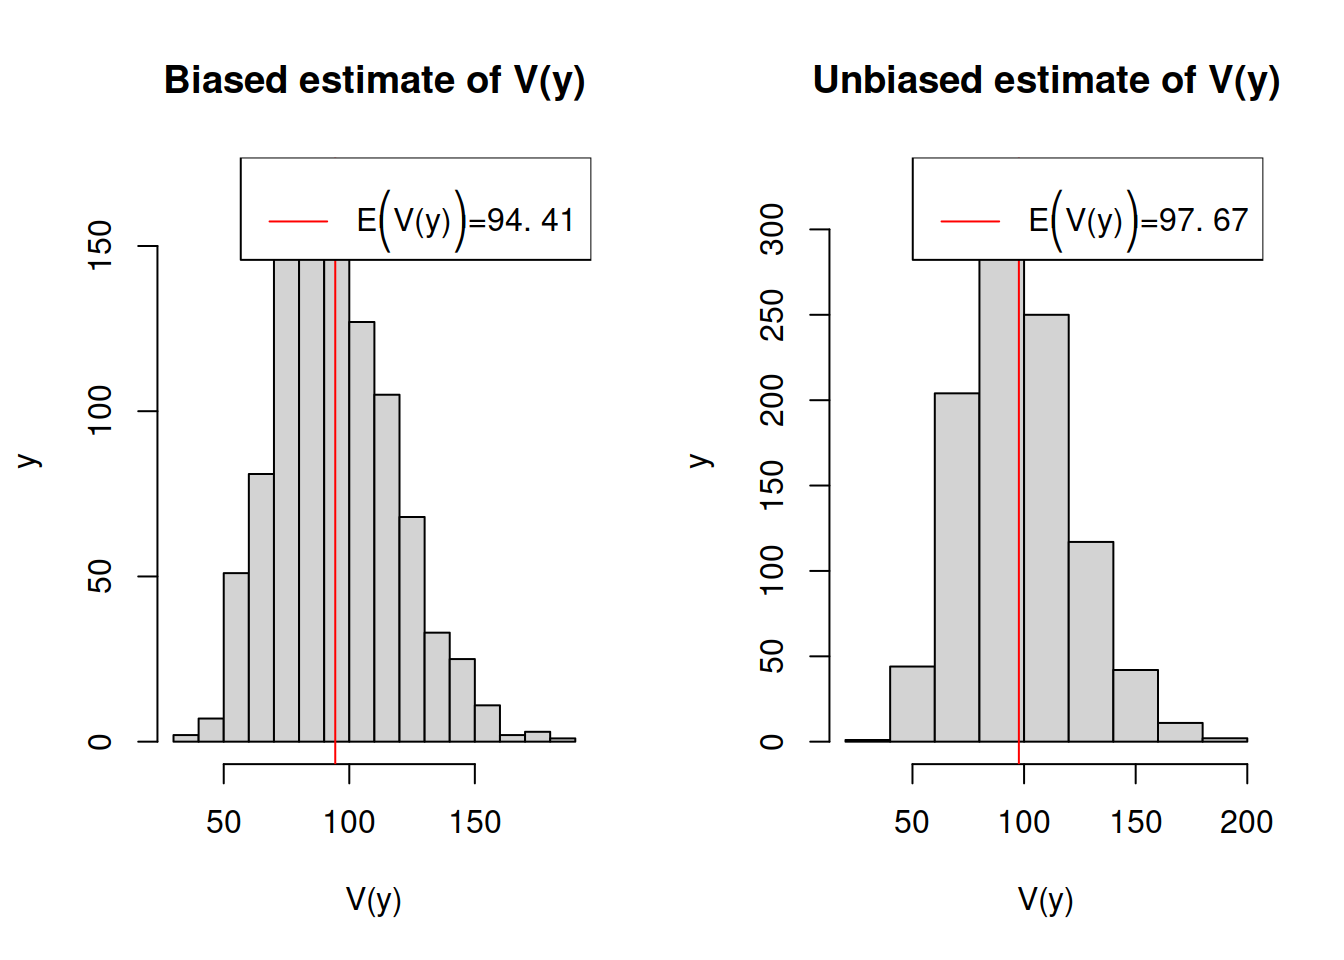 Biased estimate of V(y)
E(V(y))=94. 41
150
100
50
0
y
50 100 150
V(y)
Unbiased estimate of V(y)
E(V(y))=97. 67
300
250
200
150
100
50
0
y
50 100 150 200
V(y)